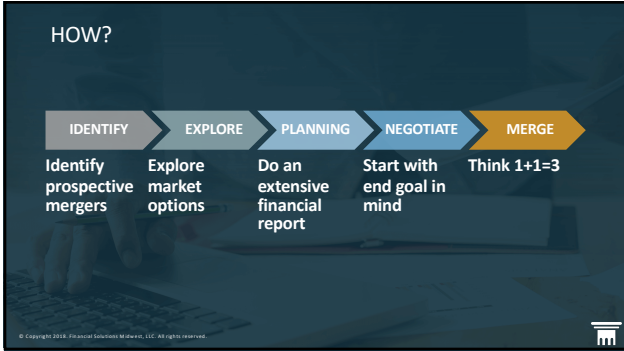 HOW?
IDENTIFY
EXPLORE
PLANNING
NEGOTIATE
MERGE
Identify
prospective
mergers
Explore
market
options
Do an
extensive
financial
report
Start with
end goal in
mind
Think 1+1=3
© Copyright 2018. Financial Solutions Midwest, LLC. All rights reserved.